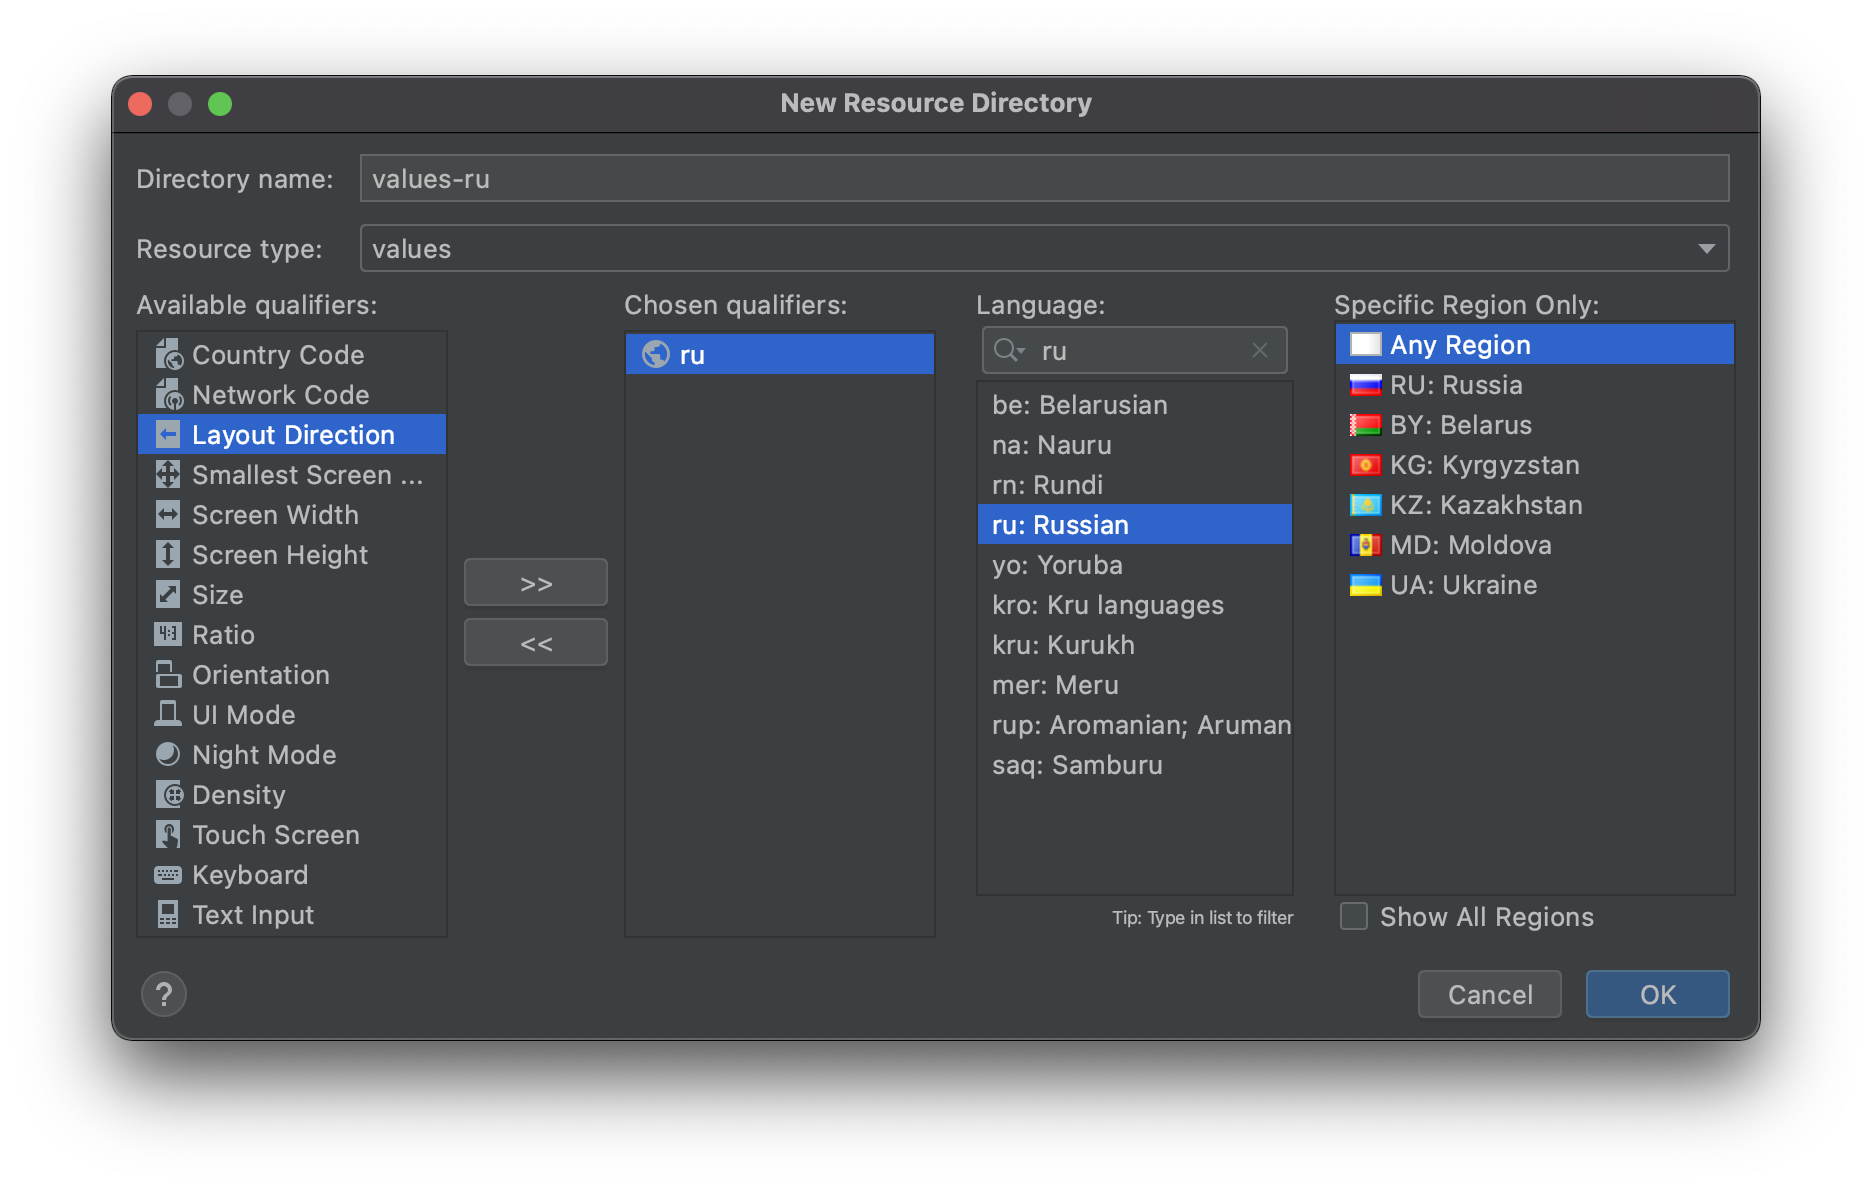 New Resource Directory
Directory name: values-ru
Resource type: values
Available qualifiers:
Country Code
Network Code
Layout Direction
Smallest Screen ...
Screen Width
Screen Height
Size
Ratio
Orientation
UI Mode
Night Mode
Density
Touch Screen
Keyboard
Text Input
>>
<<
Chosen qualifiers:
ru
Language:
ru
be: Belarusian
na: Nauru
rn: Rundi
ru: Russian
yo: Yoruba
kro: Kru languages
kru: Kurukh
mer: Meru
rup: Aromanian; Aruman
saq: Samburu
Tip: Type in list to filter
Specific Region Only:
Any Region
RU: Russia
BY: Belarus
KG: Kyrgyzstan
KZ: Kazakhstan
MD: Moldova
UA: Ukraine
Show All Regions
?
Cancel
OK